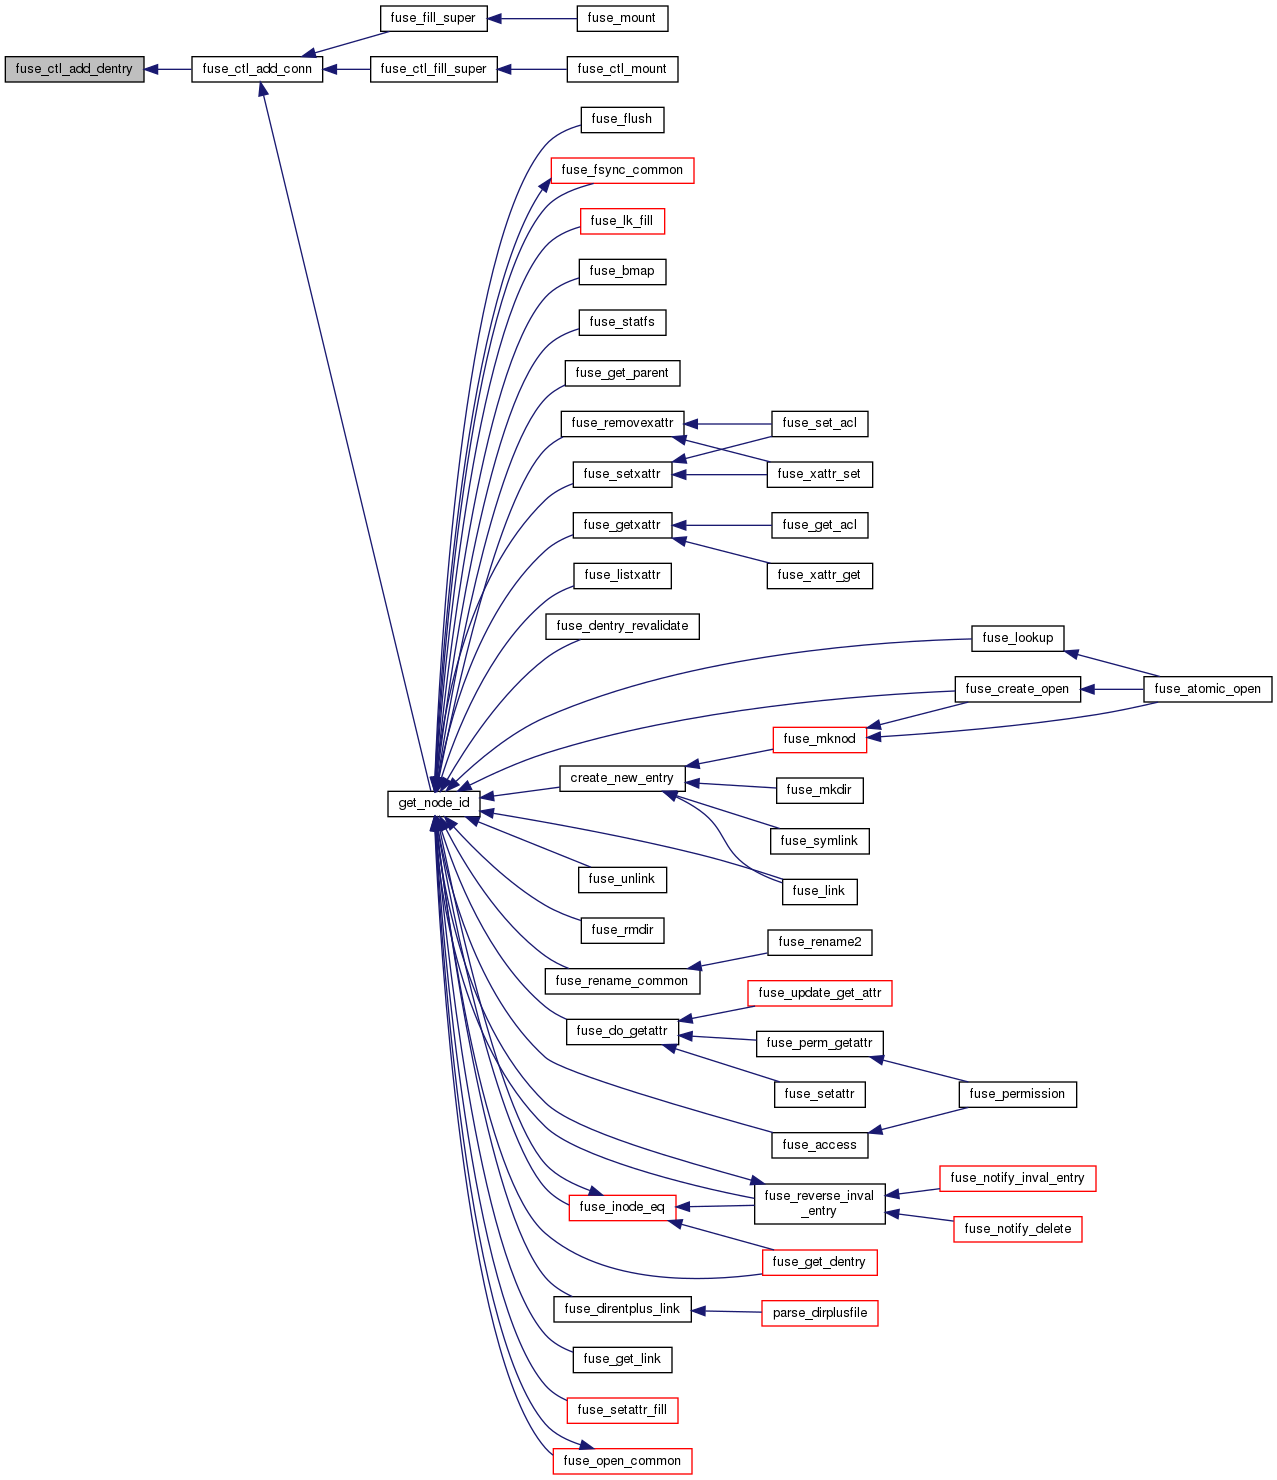 fuse_fill_super
fuse_mount
fuse_ctl_add_dentry
fuse_ctl_add_conn
fuse_ctl_fill_super
fuse_ctl_mount
fuse_flush
fuse_fsync_common
fuse_lk_fill
fuse_bmap
fuse_statfs
fuse_get_parent
fuse_removexattr
fuse_set_acl
fuse_setxattr
fuse_xattr_set
fuse_getxattr
fuse_get_acl
fuse_listxattr
fuse_xattr_get
fuse_dentry_revalidate
fuse_lookup
fuse_create_open
fuse_atomic_open
fuse_mknod
create_new_entry
fuse_mkdir
get_node_id
fuse_symlink
fuse_unlink
fuse_link
fuse_rmdir
fuse_rename2
fuse_rename_common
fuse_update_get_attr
fuse_do_getattr
fuse_perm_getattr
fuse_setattr
fuse_permission
fuse_access
fuse_reverse_inval
_entry
fuse_notify_inval_entry
fuse_inode_eq
fuse_notify_delete
fuse_get_dentry
fuse_direntplus_link
parse_dirplusfile
fuse_get_link
fuse_setattr_fill
fuse_open_common